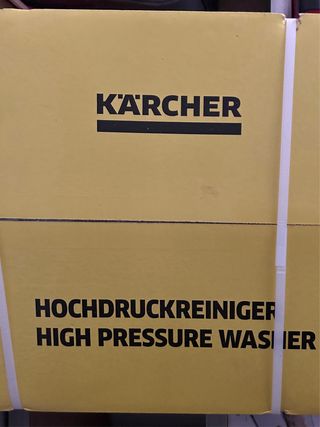 KÄRCHER
HOCHDRUCKREINIGER
HIGH PRESSURE WASHER